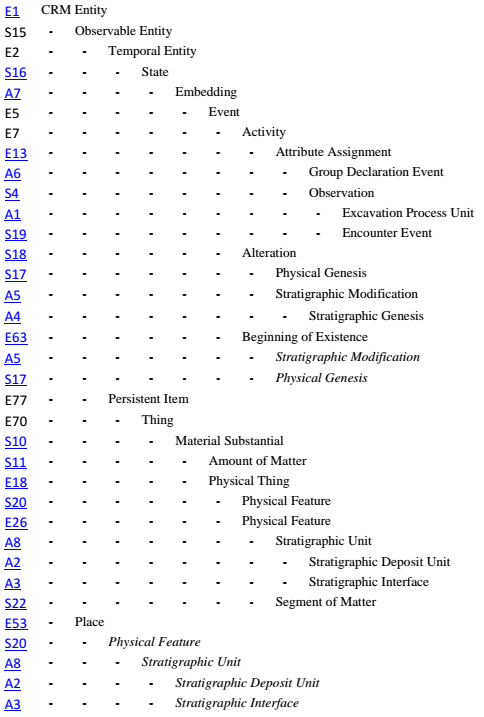 E1 CRM Entity
S15 - Observable Entity
E2 - - Temporal Entity
S16 - - - State
A7 - - - - Embedding
E5 - - - - - Event
E7 - - - - - - Activity
E13 - - - - - - - Attribute Assignment
A6 - - - - - - - - Group Declaration Event
S4 - - - - - - - - Observation
A1 - - - - - - - - - Excavation Process Unit
S19 - - - - - - - - - Encounter Event
S18 - - - - - - Alteration
S17 - - - - - - - Physical Genesis
A5 - - - - - - - Stratigraphic Modification
A4 - - - - - - - - Stratigraphic Genesis
E63 - - - - - - Beginning of Existence
A5 - - - - - - - Stratigraphic Modification
S17 - - - - - - - Physical Genesis
E77 - - Persistent Item
E70 - - - Thing
S10 - - - - Material Substantial
S11 - - - - - Amount of Matter
E18 - - - - - Physical Thing
S20 - - - - - - Physical Feature
E26 - - - - - - Physical Feature
A8 - - - - - - - Stratigraphic Unit
A2 - - - - - - - - Stratigraphic Deposit Unit
A3 - - - - - - - - Stratigraphic Interface
S22 - - - - - - - Segment of Matter
E53 - Place
S20 - - Physical Feature
A8 - - - Stratigraphic Unit
A2 - - - - Stratigraphic Deposit Unit
A3 - - - - Stratigraphic Interface